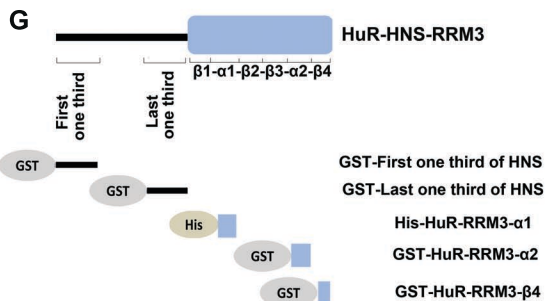 G
HuR-HNS-RRM3
β1-α1-β2-β3-α2-β4
First
one third
Last
one third
GST
GST-First one third of HNS
GST
GST-Last one third of HNS
His
His-HuR-RRM3-α1
GST
GST-HuR-RRM3-α2
GST
GST-HuR-RRM3-β4